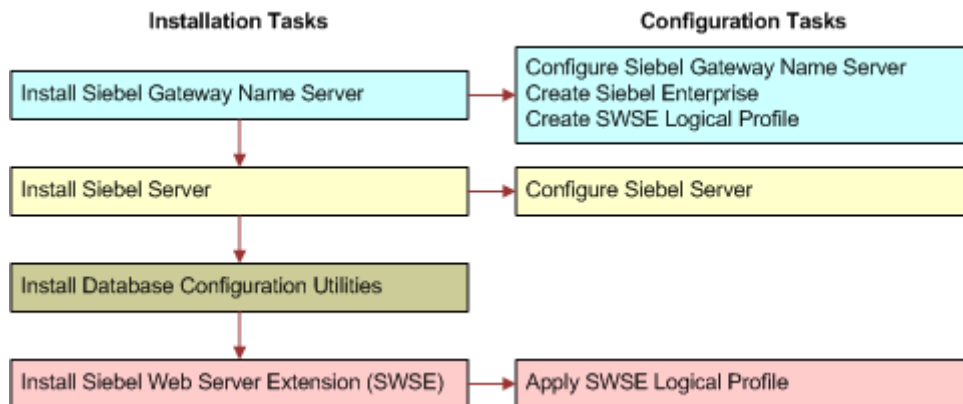 Installation Tasks
Configuration Tasks
Install Siebel Gateway Name Server
Configure Siebel Gateway Name Server
Create Siebel Enterprise
Create SWSE Logical Profile
Install Siebel Server
Configure Siebel Server
Install Database Configuration Utilities
Install Siebel Web Server Extension (SWSE)
Apply SWSE Logical Profile